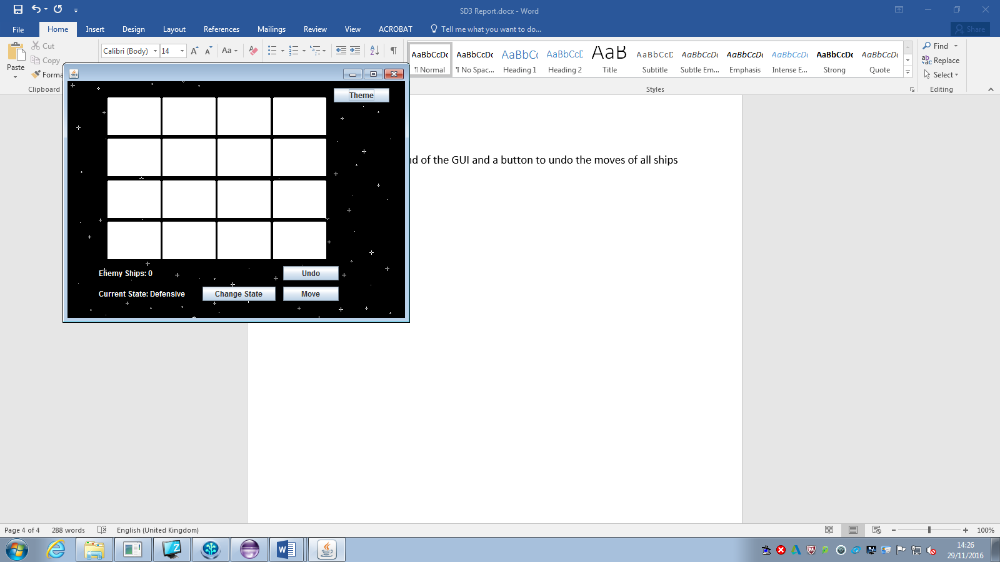 SD3 Report.docx - Word
File Home Insert Design Layout References Mailings Review View ACROBAT Tell me what you want to do... Share
Cut
Copy
Paste
Forma
Clipboard
Calibri (Body) 14
AaBbCcDc AaBbCcDc AaBbCc AaBbCcD AaB AaBbCcD AaBbCcDc AaBbCcDc AaBbCcDc AaBbCcDc AaBbCcDc
¶ Normal ¶ No Spac... Heading 1 Heading 2 Title Subtitle Subtle Em... Emphasis Intense E... Strong Quote
Styles
Find
Replace
Select
Editing
Theme
Enemy Ships: 0
Undo
Current State: Defensive
Change State
Move
nd of the GUI and a button to undo the moves of all ships
Page 4 of 4 288 words English (United Kingdom) 100%
14:26
29/11/2016